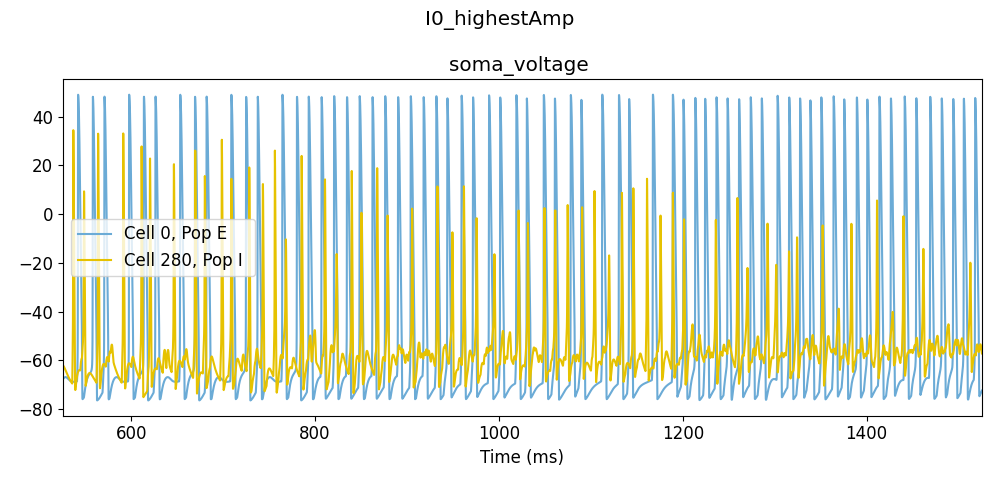 I0_highestAmp
soma_voltage
40
20
0
−20
−40
−60
−80
Cell 0, Pop E
Cell 280, Pop I
600
800
1000
1200
1400
Time (ms)